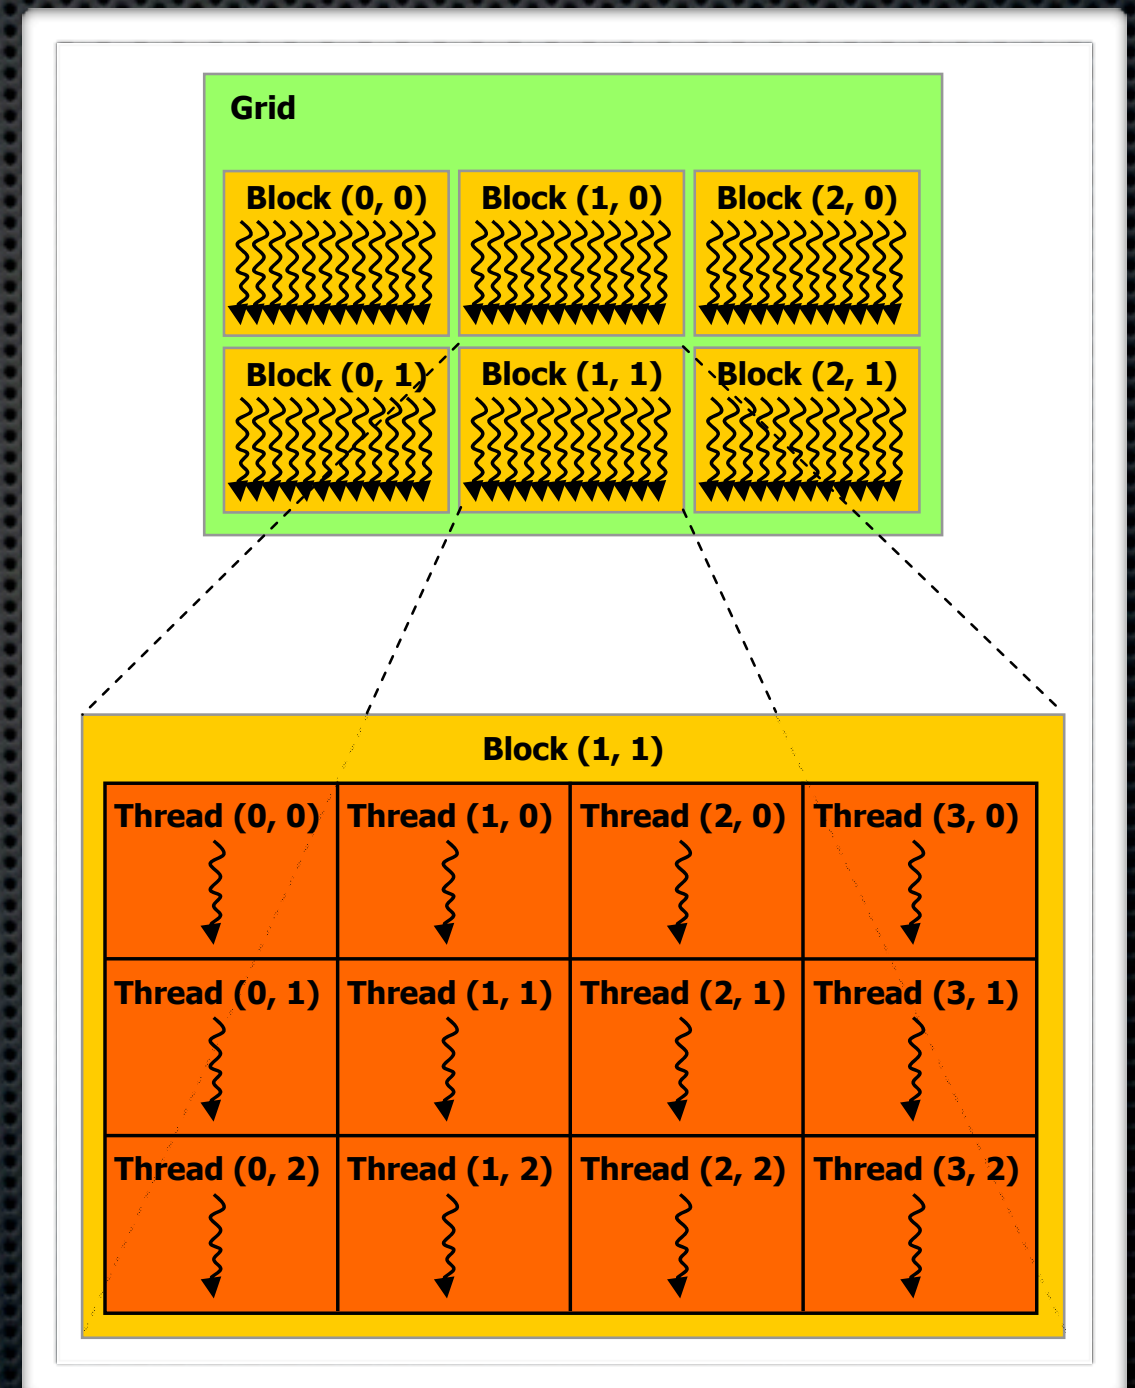 Grid
Block (0, 0) Block (1, 0) Block (2, 0)
Block (0, 1) Block (1, 1) Block (2, 1)
Block (1, 1)
Thread (0, 0) Thread (1, 0) Thread (2, 0) Thread (3, 0)
Thread (0, 1) Thread (1, 1) Thread (2, 1) Thread (3, 1)
Thread (0, 2) Thread (1, 2) Thread (2, 2) Thread (3, 2)